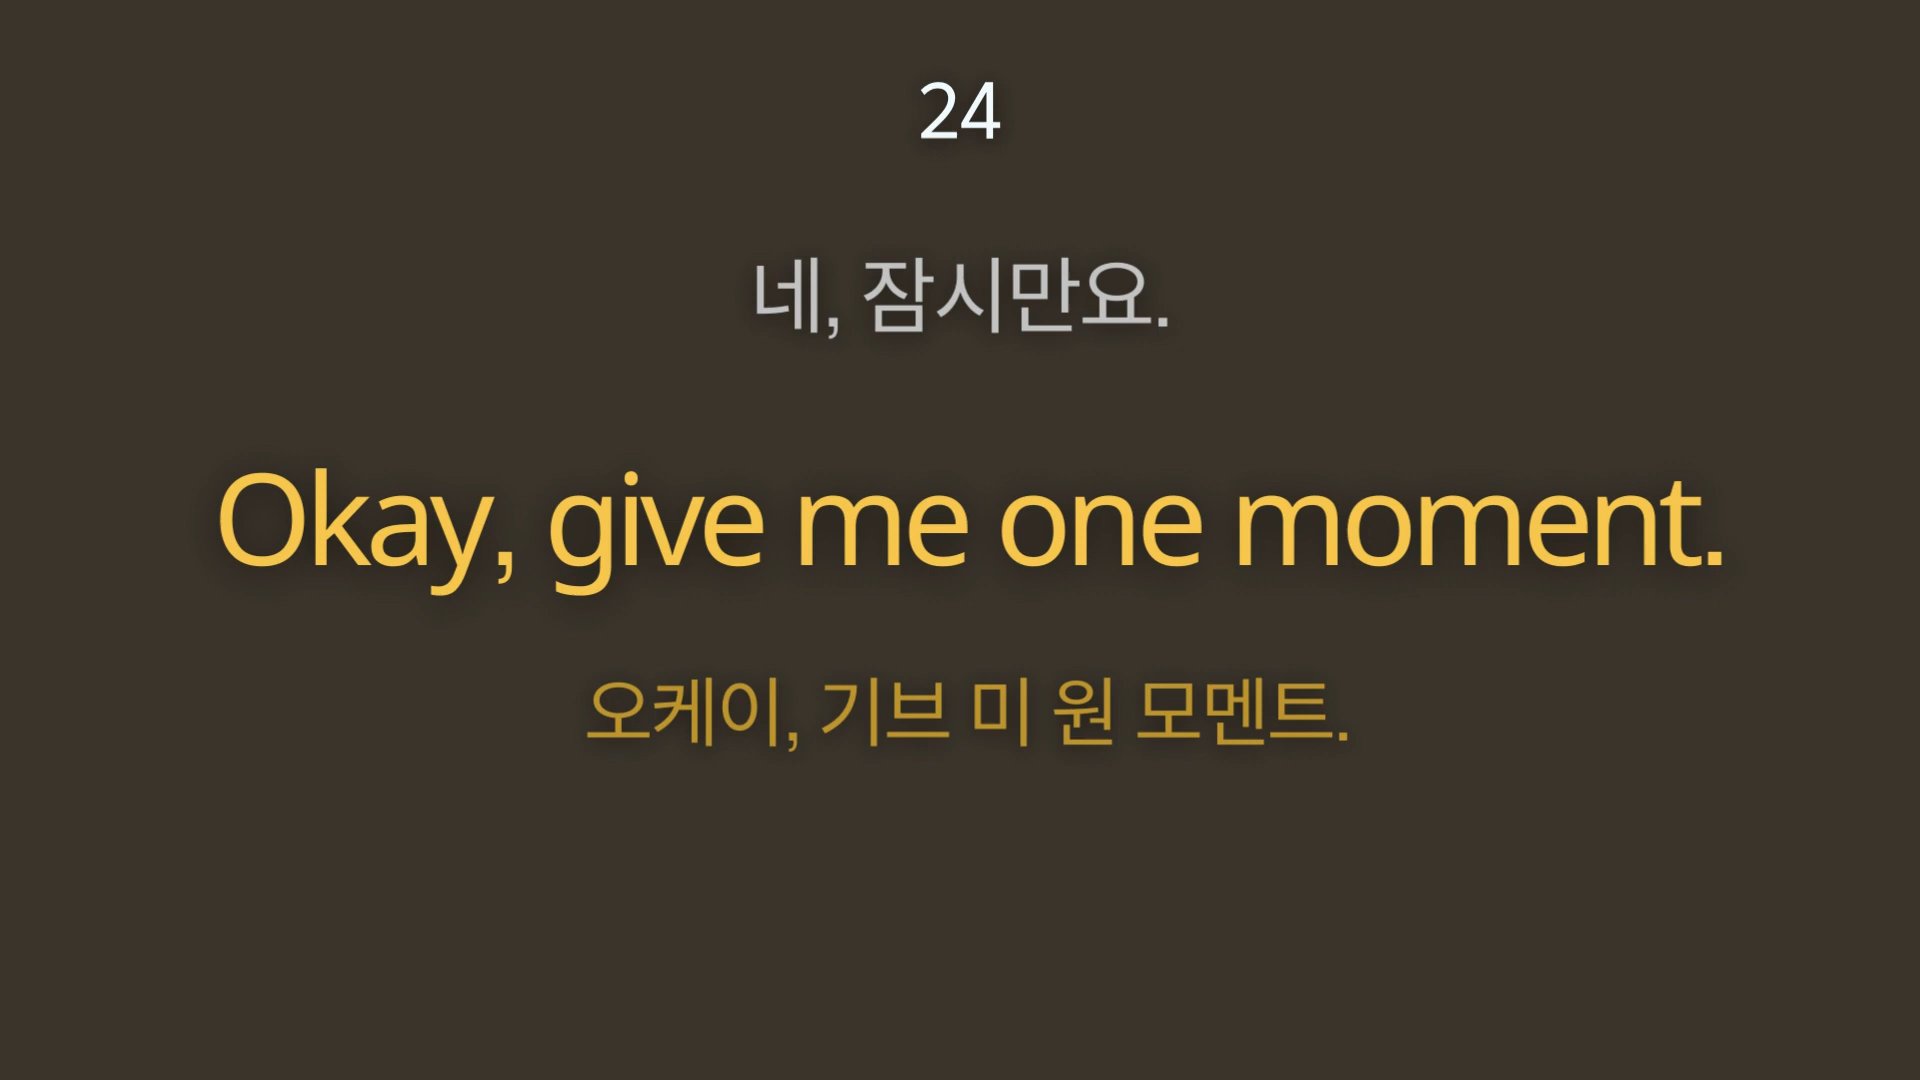 24
네, 잠시만요.
Okay, give me one moment.
오케이, 기브 미 원 모멘트.